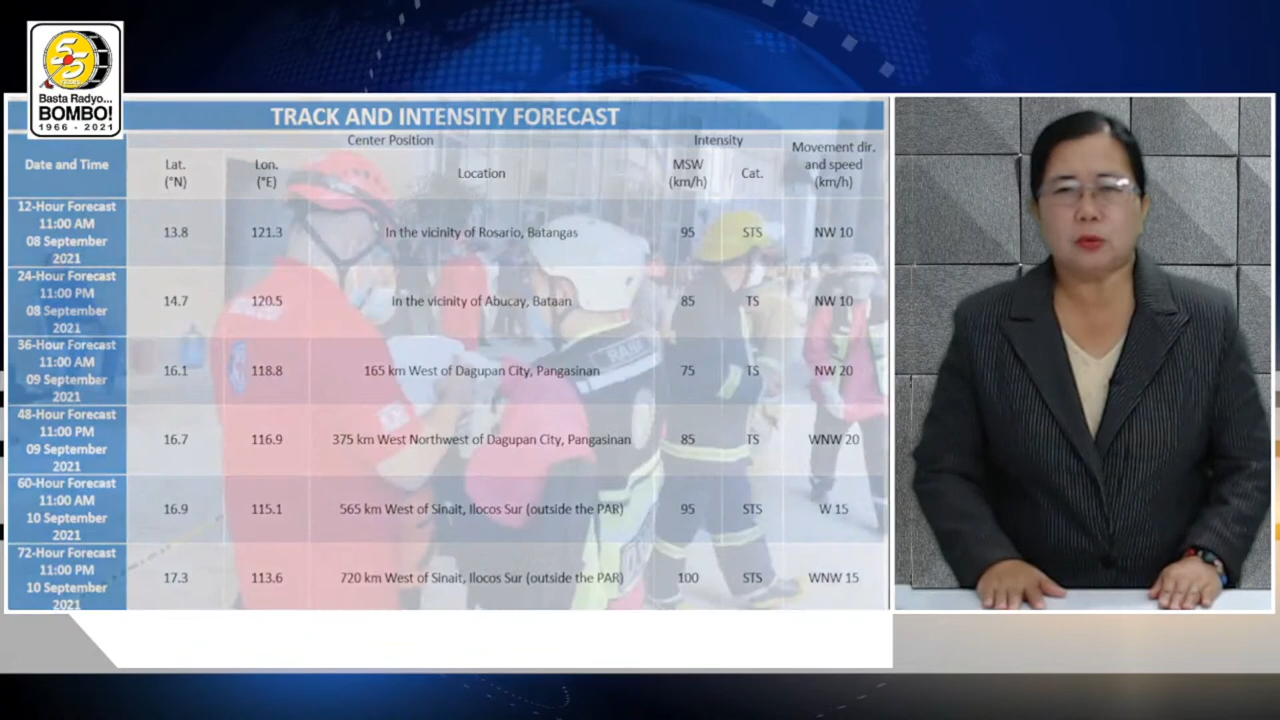 55
Basta Radyo...
BOMBO!
1966 - 2021
TRACK AND INTENSITY FORECAST
Date and Time
Center Position
Intensity
Movement dir. and speed (km/h)
Lat. (°N)
Lon. (°E)
Location
MSW (km/h)
Cat.
12-Hour Forecast
11:00 AM
08 September
2021
13.8 121.3 In the vicinity of Rosario, Batangas 95 STS NW 10
24-Hour Forecast
11:00 PM
08 September
2021
14.7 120.5 In the vicinity of Abucay, Bataan 85 TS NW 10
36-Hour Forecast
11:00 AM
09 September
2021
16.1 118.8 165 km West of Dagupan City, Pangasinan 75 TS NW 20
48-Hour Forecast
11:00 PM
09 September
2021
16.7 116.9 375 km West Northwest of Dagupan City, Pangasinan 85 TS WNW 20
60-Hour Forecast
11:00 AM
10 September
2021
16.9 115.1 565 km West of Sinait, Ilocos Sur (outside the PAR) 95 STS W 15
72-Hour Forecast
11:00 PM
10 September
2021
17.3 113.6 720 km West of Sinait, Ilocos Sur (outside the PAR) 100 STS WNW 15